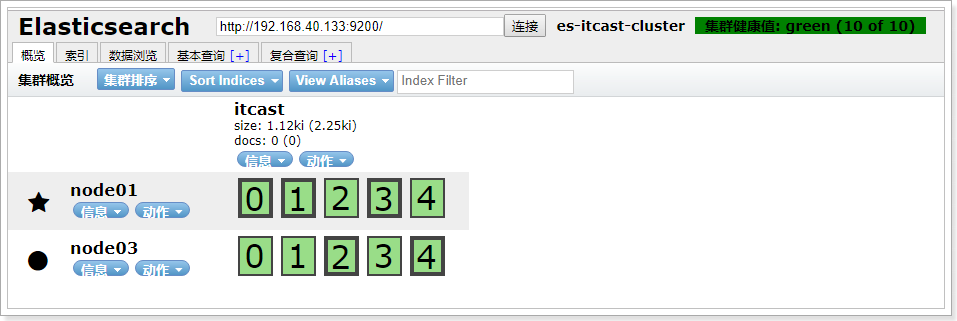 Elasticsearch http://192.168.40.133:9200/ 连接 es-itcast-cluster 集群健康值: green (10 of 10)
概览 索引 数据浏览 基本查询 [+] 复合查询 [+]
集群概览 集群排序 Sort Indices View Aliases Index Filter
itcast
size: 1.12ki (2.25ki)
docs: 0 (0)
信息 动作
node01 0 1 2 3 4
信息 动作
node03 0 1 2 3 4
信息 动作